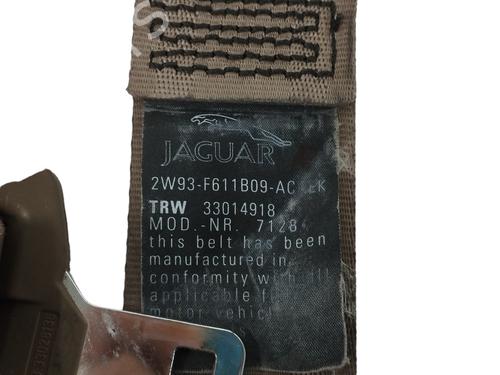 JAGUAR
2W93-F611B09-AC
TRW 33014918
MOD.-NR. 7128
this belt has been
manufactured in
conformity with all
applicable
motor vehicle